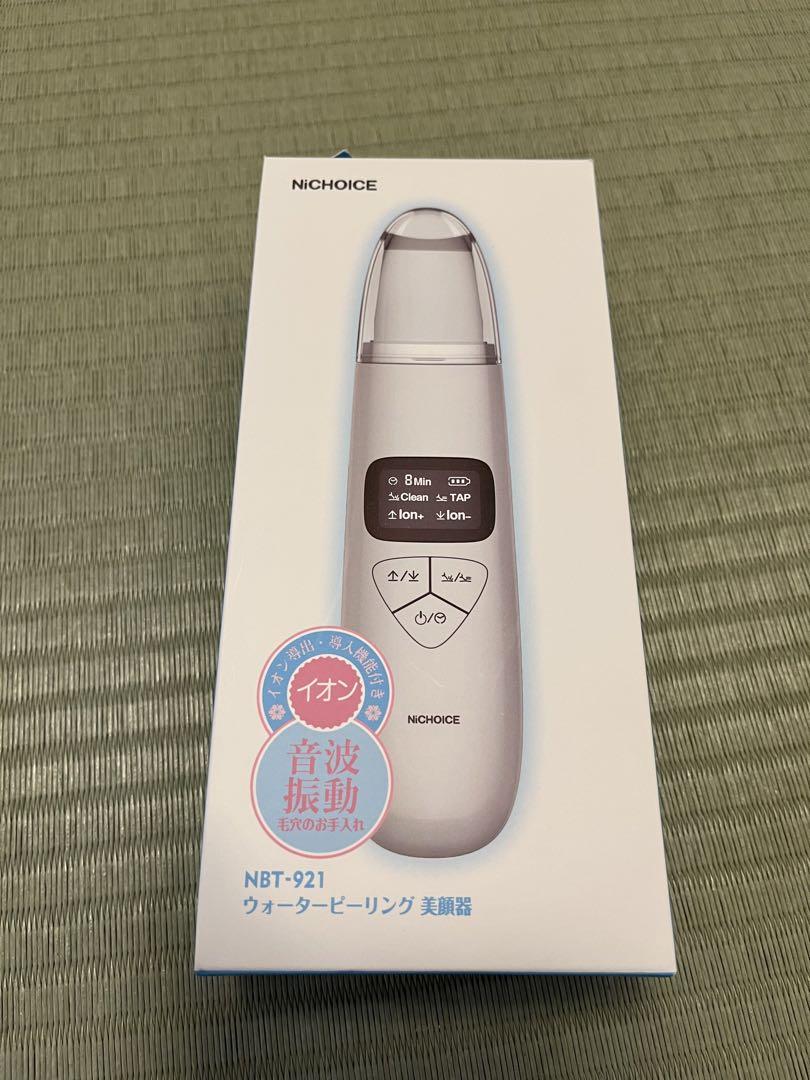 NiCHOICE
8Min
Clean TAP
Ion+ Ion-
イオン導出・導入機能付き
イオン
音波
振動
毛穴のお手入れ
NiCHOICE
NBT-921
ウォーターピーリング 美顔器